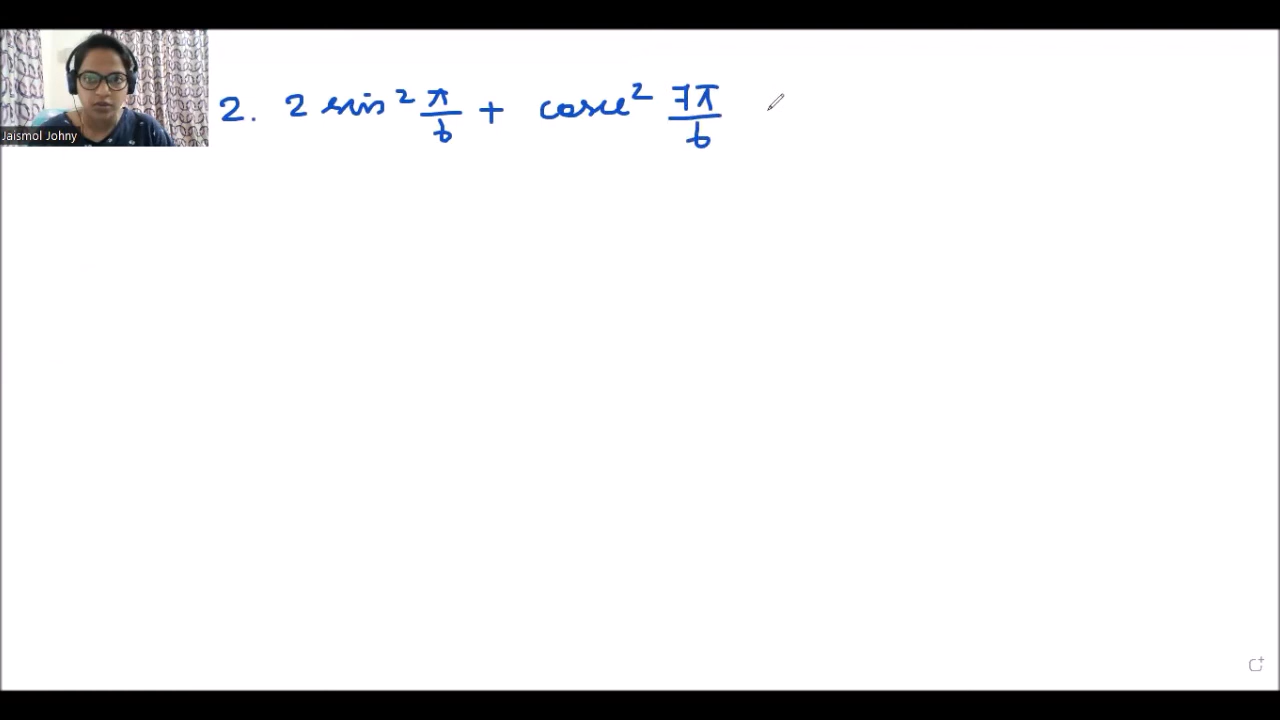 2. 2 sin² π/6 + cosec² 7π/6
Jaismol Johny